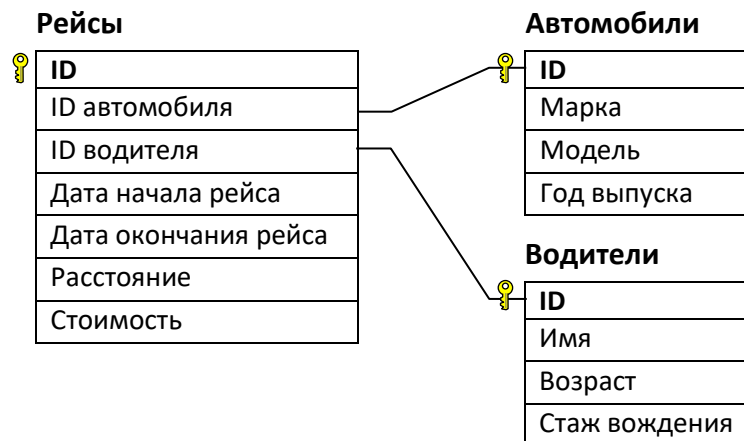 Рейсы
ID
ID автомобиля
ID водителя
Дата начала рейса
Дата окончания рейса
Расстояние
Стоимость
Автомобили
ID
Марка
Модель
Год выпуска
Водители
ID
Имя
Возраст
Стаж вождения